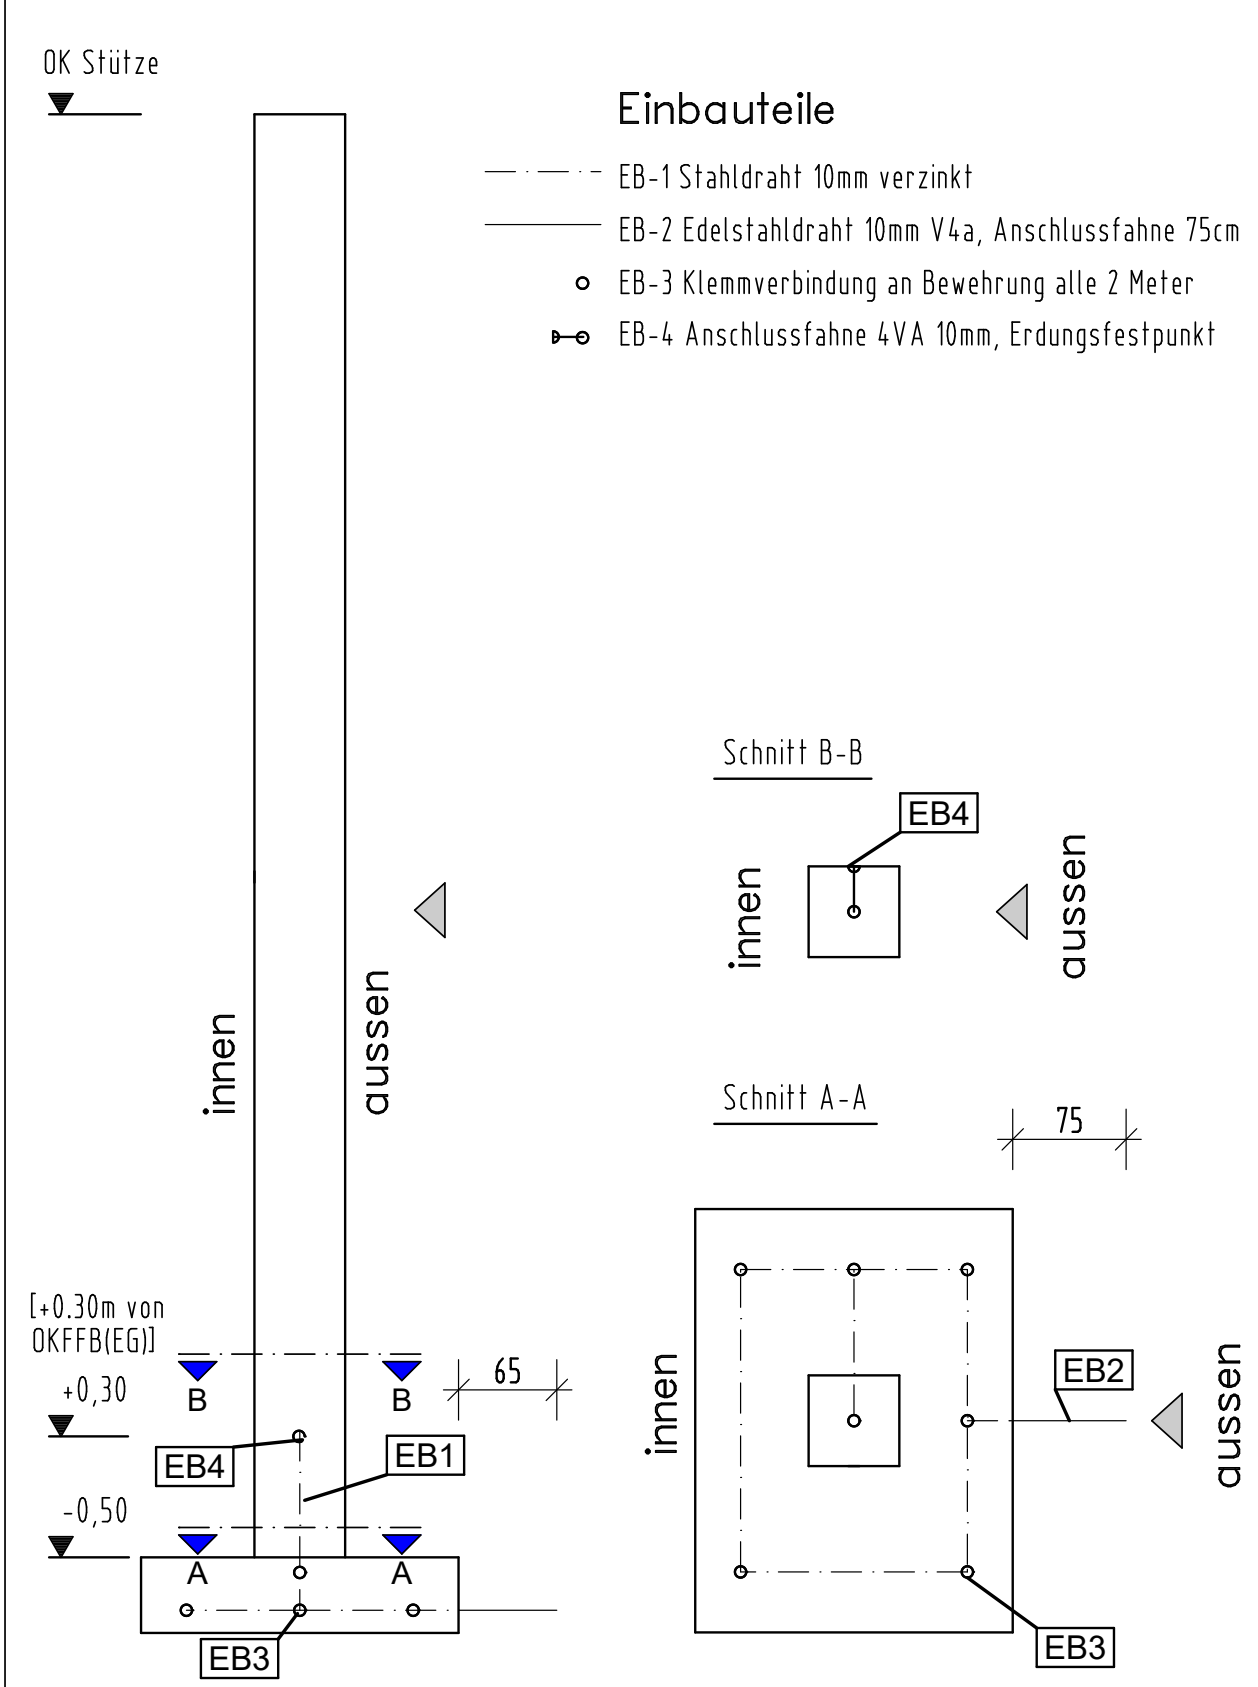 OK Stütze
Einbauteile
EB-1 Stahldraht 10mm verzinkt
EB-2 Edelstahldraht 10mm V4a, Anschlussfahne 75cm
EB-3 Klemmverbindung an Bewehrung alle 2 Meter
EB-4 Anschlussfahne 4VA 10mm, Erdungsfestpunkt
Schnitt B-B
EB4
innen
aussen
innen
aussen
Schnitt A-A
75
[+0.30m von
OKFFB(EG)]
+0,30
B
B
65
EB4
EB1
-0,50
A
A
EB3
innen
EB2
aussen
EB3